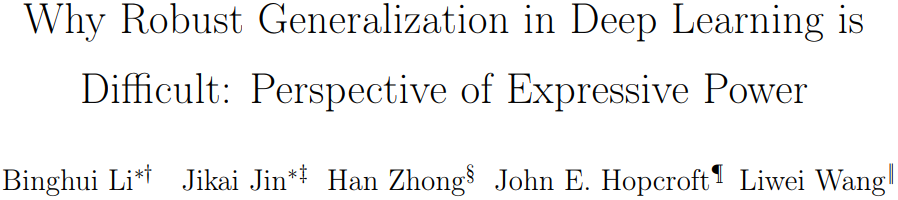 Why Robust Generalization in Deep Learning is
Difficult: Perspective of Expressive Power
Binghui Li*† Jikai Jin*‡ Han Zhong§ John E. Hopcroft¶ Liwei Wang‖